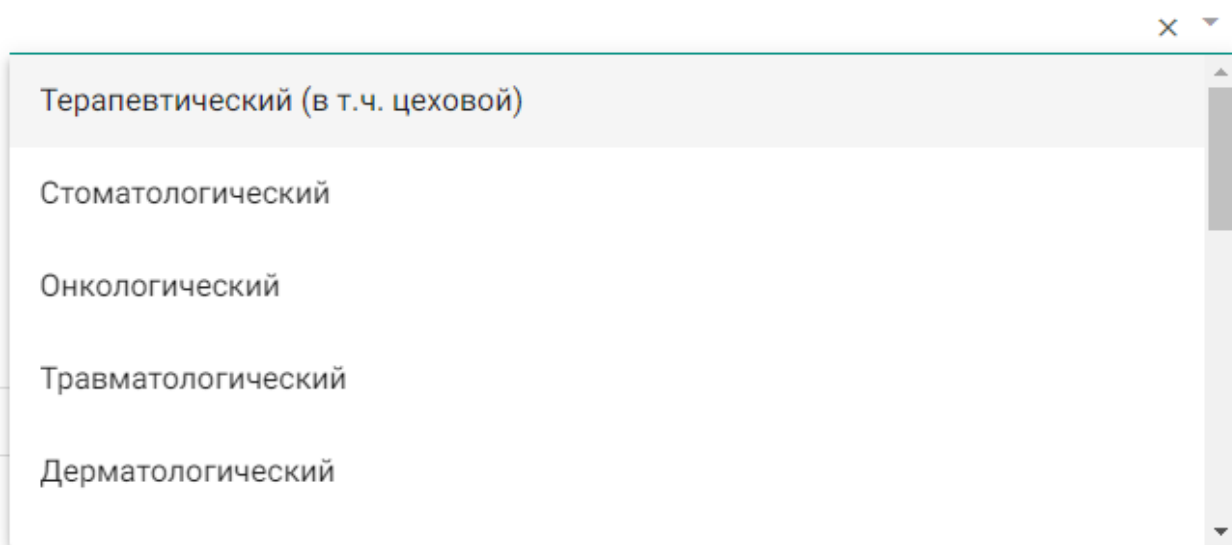 Терапевтический (в т.ч. цеховой)
Стоматологический
Онкологический
Травматологический
Дерматологический